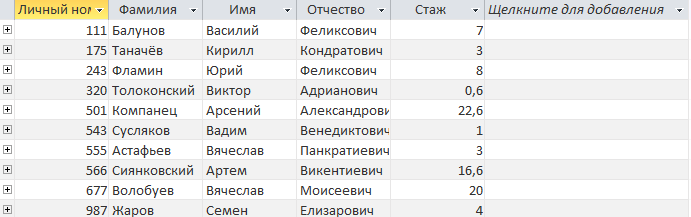 Личный ном Фамилия Имя Отчество Стаж Щелкните для добавления
111 Балунов Василий Феликсович 7
175 Таначёв Кирилл Кондратович 3
243 Фламин Юрий Феликсович 8
320 Толоконский Виктор Адрианович 0,6
501 Компанец Арсений Александрови 22,6
543 Сусляков Вадим Венедиктович 1
555 Астафьев Вячеслав Панкратиевич 3
566 Сиянковский Артем Викентиевич 16,6
677 Волобуев Вячеслав Моисеевич 20
987 Жаров Семен Елизарович 4